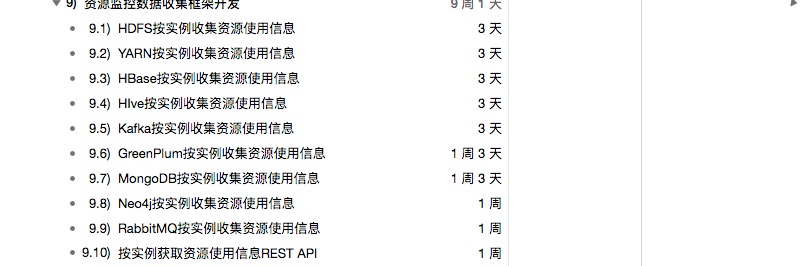 9) 资源监控数据收集框架开发 9 周 1 天
9.1) HDFS按实例收集资源使用信息 3 天
9.2) YARN按实例收集资源使用信息 3 天
9.3) HBase按实例收集资源使用信息 3 天
9.4) HIve按实例收集资源使用信息 3 天
9.5) Kafka按实例收集资源使用信息 3 天
9.6) GreenPlum按实例收集资源使用信息 1 周 3 天
9.7) MongoDB按实例收集资源使用信息 1 周 3 天
9.8) Neo4j按实例收集资源使用信息 1 周
9.9) RabbitMQ按实例收集资源使用信息 1 周
9.10) 按实例获取资源使用信息REST API 1 周